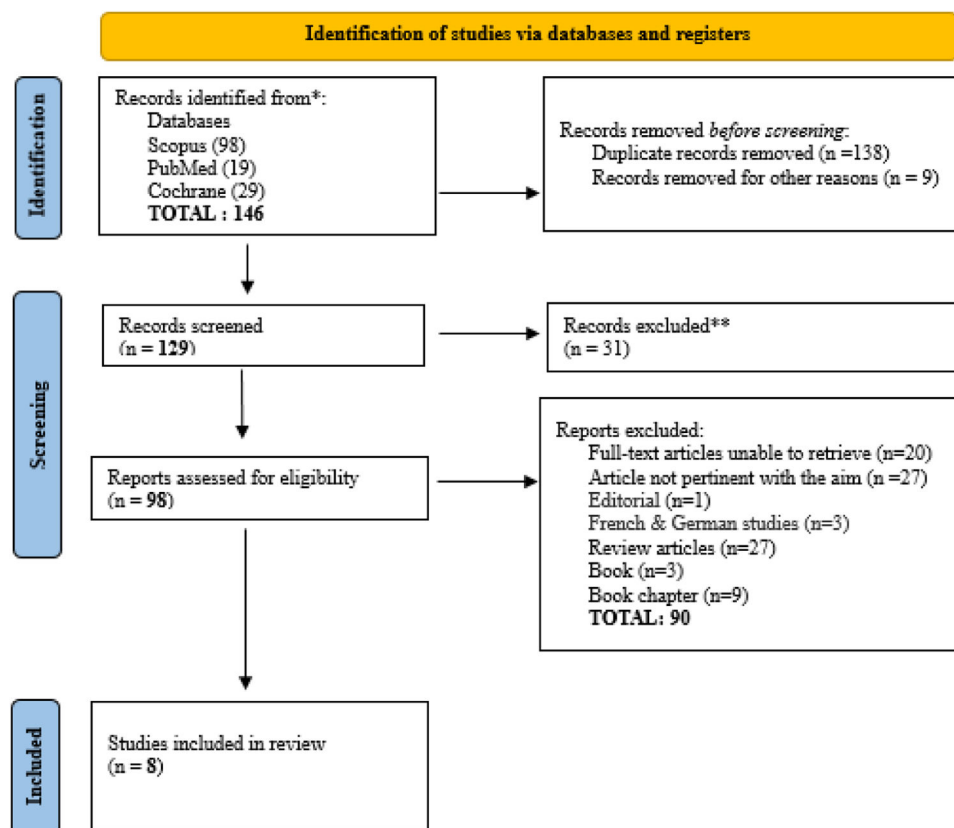 Identification of studies via databases and registers
Identification
Records identified from*:
Databases
Scopus (98)
PubMed (19)
Cochrane (29)
TOTAL : 146
Records removed before screening:
Duplicate records removed (n =138)
Records removed for other reasons (n = 9)
Screening
Records screened
(n = 129)
Records excluded**
(n = 31)
Reports assessed for eligibility
(n = 98)
Reports excluded:
Full-text articles unable to retrieve (n=20)
Article not pertinent with the aim (n =27)
Editorial (n=1)
French & German studies (n=3)
Review articles (n=27)
Book (n=3)
Book chapter (n=9)
TOTAL: 90
Included
Studies included in review
(n = 8)